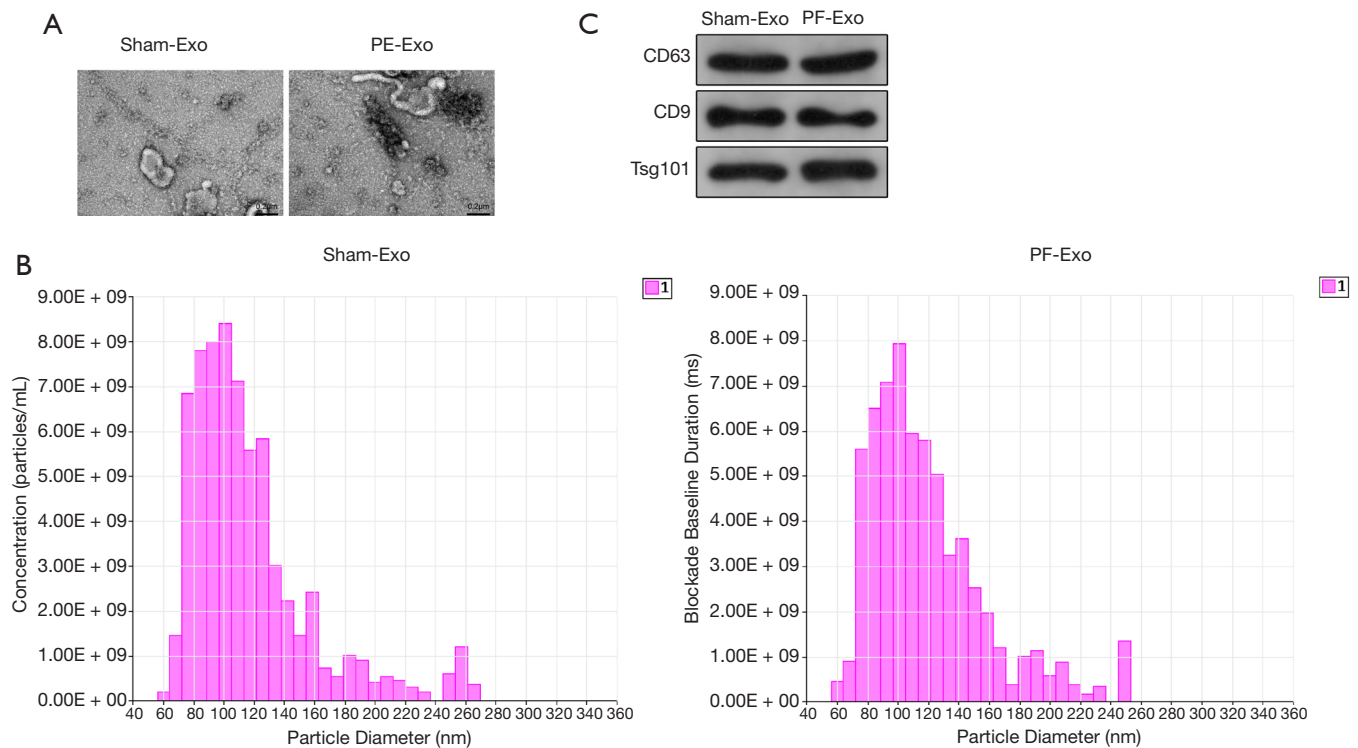 A
Sham-Exo
PE-Exo
0.2μm
0.2μm
C
Sham-Exo PF-Exo
CD63
CD9
Tsg101
B
Sham-Exo
1
9.00E + 09
8.00E + 09
7.00E + 09
6.00E + 09
5.00E + 09
4.00E + 09
3.00E + 09
2.00E + 09
1.00E + 09
0.00E + 00
Concentration (particles/mL)
40 60 80 100 120 140 160 180 200 220 240 260 280 300 320 340 360
Particle Diameter (nm)
PF-Exo
1
9.00E + 09
8.00E + 09
7.00E + 09
6.00E + 09
5.00E + 09
4.00E + 09
3.00E + 09
2.00E + 09
1.00E + 09
0.00E + 00
Blockade Baseline Duration (ms)
40 60 80 100 120 140 160 180 200 220 240 260 280 300 320 340 360
Particle Diameter (nm)